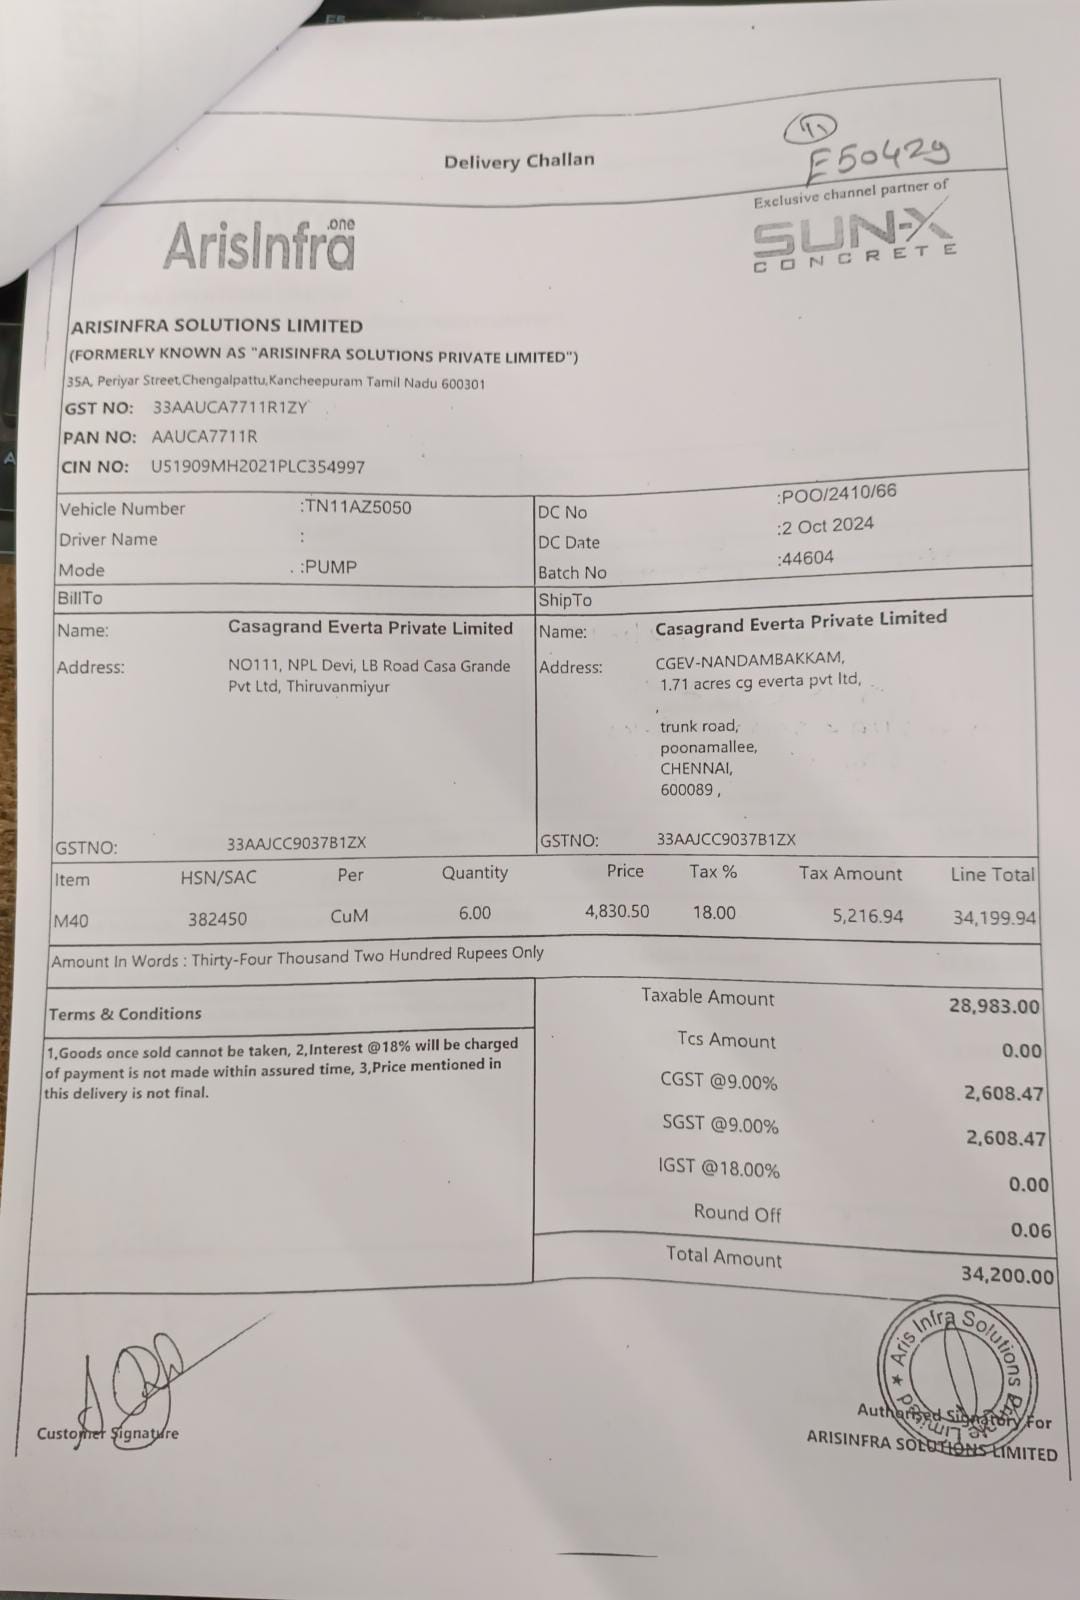 Delivery Challan
E50429
Exclusive channel partner of
SUN-X
CONCRETE
ArisInfra.one
ARISINFRA SOLUTIONS LIMITED
(FORMERLY KNOWN AS "ARISINFRA SOLUTIONS PRIVATE LIMITED")
35A, Periyar Street,Chengalpattu,Kancheepuram Tamil Nadu 600301
GST NO: 33AAUCA7711R1ZY
PAN NO: AAUCA7711R
CIN NO: U51909MH2021PLC354997
Vehicle Number :TN11AZ5050
Driver Name :
Mode :PUMP
DC No :POO/2410/66
DC Date :2 Oct 2024
Batch No :44604
BillTo
Name: Casagrand Everta Private Limited
Address: NO111, NPL Devi, LB Road Casa Grande
Pvt Ltd, Thiruvanmiyur
GSTNO: 33AAJCC9037B1ZX
ShipTo
Name: Casagrand Everta Private Limited
Address: CGEV-NANDAMBAKKAM,
1.71 acres cg everta pvt ltd,
,
trunk road,
poonamallee,
CHENNAI,
600089 ,
GSTNO: 33AAJCC9037B1ZX
Item HSN/SAC Per Quantity Price Tax % Tax Amount Line Total
M40 382450 CuM 6.00 4,830.50 18.00 5,216.94 34,199.94
Amount In Words : Thirty-Four Thousand Two Hundred Rupees Only
Terms & Conditions
1,Goods once sold cannot be taken, 2,Interest @18% will be charged
of payment is not made within assured time, 3,Price mentioned in
this delivery is not final.
Taxable Amount 28,983.00
Tcs Amount 0.00
CGST @9.00% 2,608.47
SGST @9.00% 2,608.47
IGST @18.00% 0.00
Round Off 0.06
Total Amount 34,200.00
Customer Signature
Aris Infra Solutions Private Limited
Authorised Signatory For
ARISINFRA SOLUTIONS LIMITED